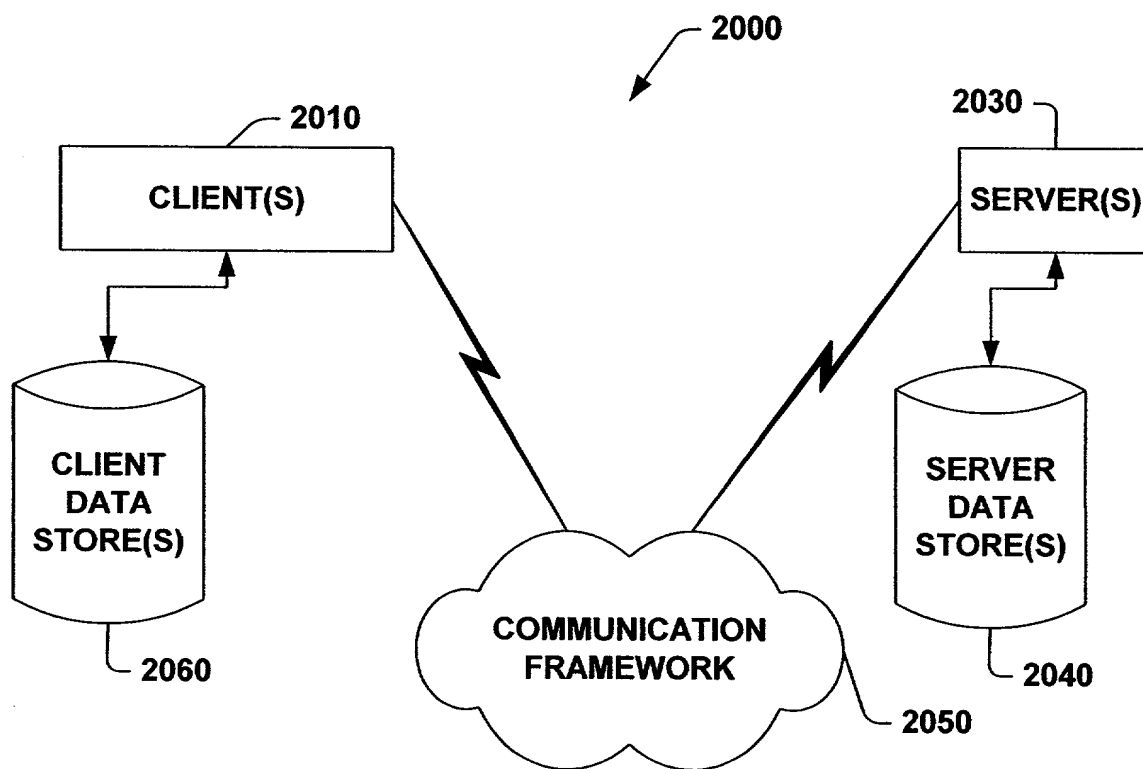 2000
2010
2030
CLIENT(S)
SERVER(S)
CLIENT
DATA
STORE(S)
SERVER
DATA
STORE(S)
COMMUNICATION
FRAMEWORK
2060
2040
2050